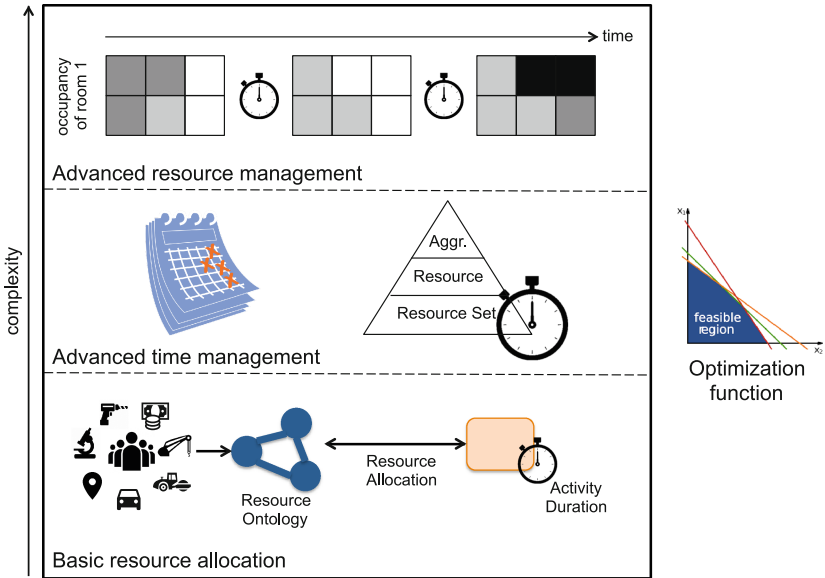 time
occupancy
of room 1
Advanced resource management
complexity
Aggr.
Resource
Resource Set
Advanced time management
x₁
feasible
region
x₂
Optimization
function
Resource
Ontology
Resource
Allocation
Activity
Duration
Basic resource allocation